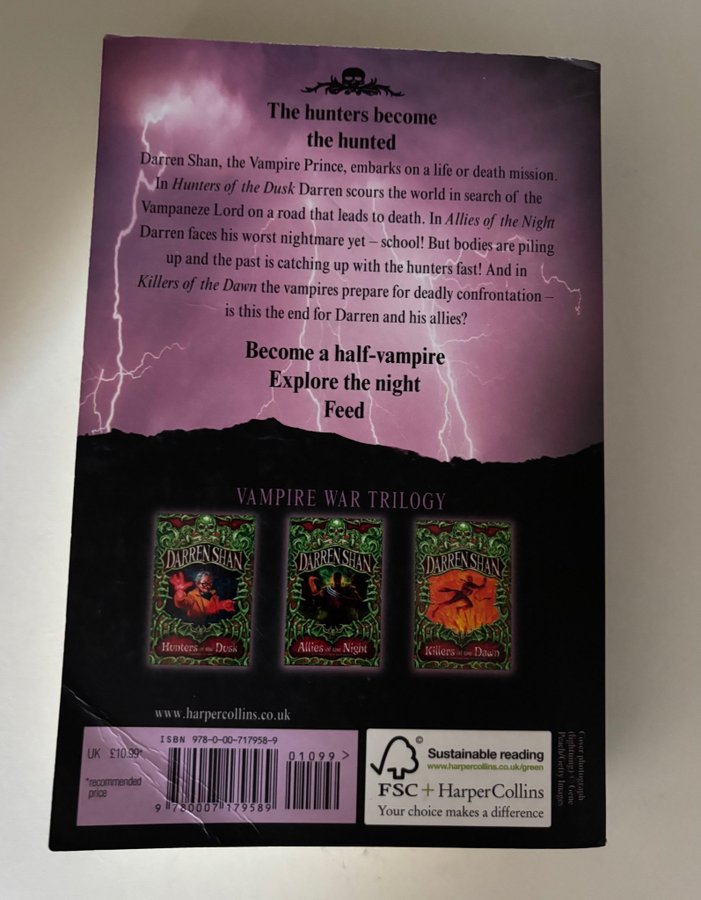 The hunters become
the hunted
Darren Shan, the Vampire Prince, embarks on a life or death mission.
In Hunters of the Dusk Darren scours the world in search of the
Vampaneze Lord on a road that leads to death. In Allies of the Night
Darren faces his worst nightmare yet – school! But bodies are piling
up and the past is catching up with the hunters fast! And in
Killers of the Dawn the vampires prepare for deadly confrontation –
is this the end for Darren and his allies?
Become a half-vampire
Explore the night
Feed
VAMPIRE WAR TRILOGY
DARREN SHAN
Hunters of the Dusk
DARREN SHAN
Allies of the Night
DARREN SHAN
Killers of the Dawn
www.harpercollins.co.uk
ISBN 978-0-00-717958-9
UK £10.99*
*recommended
price
01099 >
9 780007 179589
©
FSC + HarperCollins
Sustainable reading
www.harpercollins.co.uk/green
Your choice makes a difference
Cover photograph
(lightning) © Gene
Peach/Getty Images